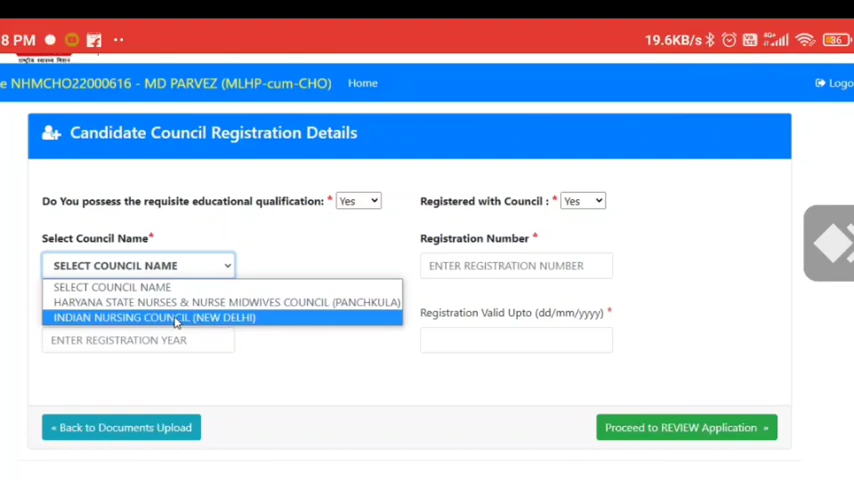 8 PM
19.6KB/s 4G+ 86
राष्ट्रीय स्वास्थ्य मिशन
e NHMCHO22000616 - MD PARVEZ (MLHP-cum-CHO) Home Logo
Candidate Council Registration Details
Do You possess the requisite educational qualification: * Yes Registered with Council : * Yes
Select Council Name* Registration Number *
SELECT COUNCIL NAME ENTER REGISTRATION NUMBER
SELECT COUNCIL NAME
HARYANA STATE NURSES & NURSE MIDWIVES COUNCIL (PANCHKULA)
Registration Valid Upto (dd/mm/yyyy) *
INDIAN NURSING COUNCIL (NEW DELHI)
ENTER REGISTRATION YEAR
« Back to Documents Upload Proceed to REVIEW Application »